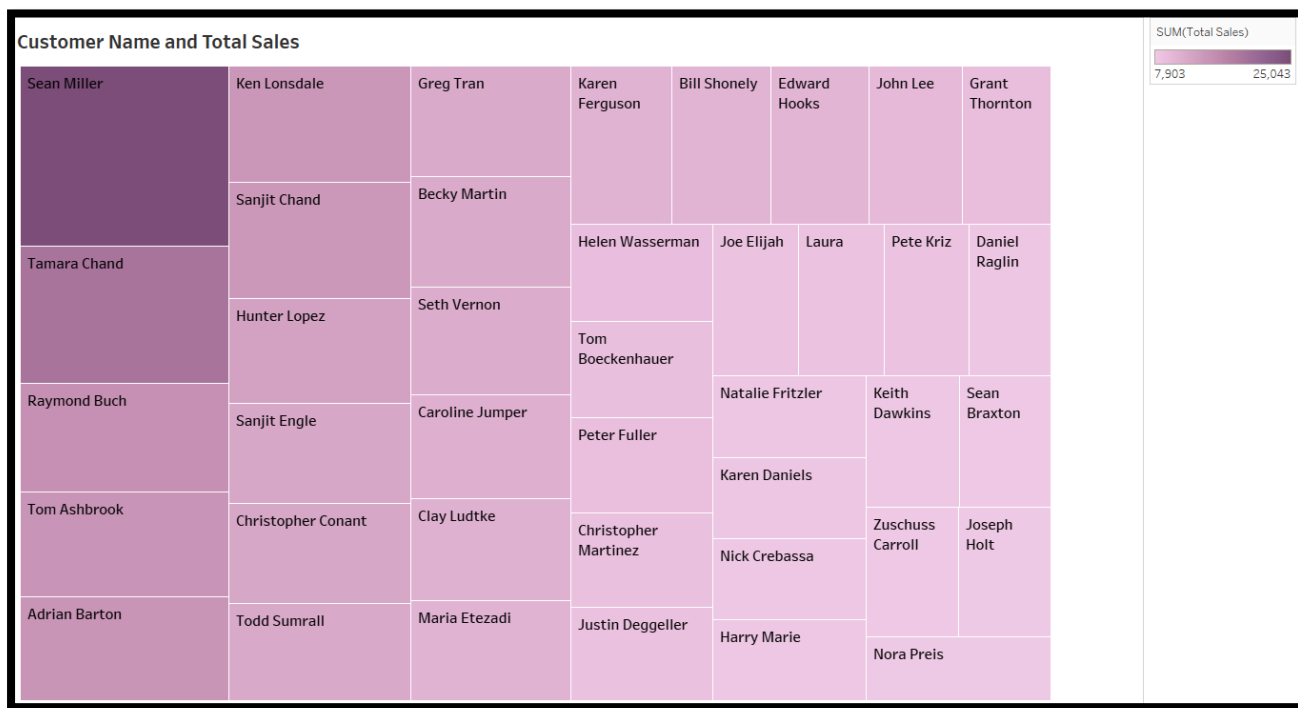 Customer Name and Total Sales
SUM(Total Sales)
7,903 25,043
Sean Miller
Tamara Chand
Raymond Buch
Tom Ashbrook
Adrian Barton
Ken Lonsdale
Sanjit Chand
Hunter Lopez
Sanjit Engle
Christopher Conant
Todd Sumrall
Greg Tran
Becky Martin
Seth Vernon
Caroline Jumper
Clay Ludtke
Maria Etezadi
Karen
Ferguson
Bill Shonely
Edward
Hooks
John Lee
Grant
Thornton
Helen Wasserman
Tom
Boeckenhauer
Peter Fuller
Christopher
Martinez
Justin Deggeller
Joe Elijah
Laura
Pete Kriz
Daniel
Raglin
Natalie Fritzler
Karen Daniels
Nick Crebassa
Harry Marie
Keith
Dawkins
Sean
Braxton
Zuschuss
Carroll
Joseph
Holt
Nora Preis